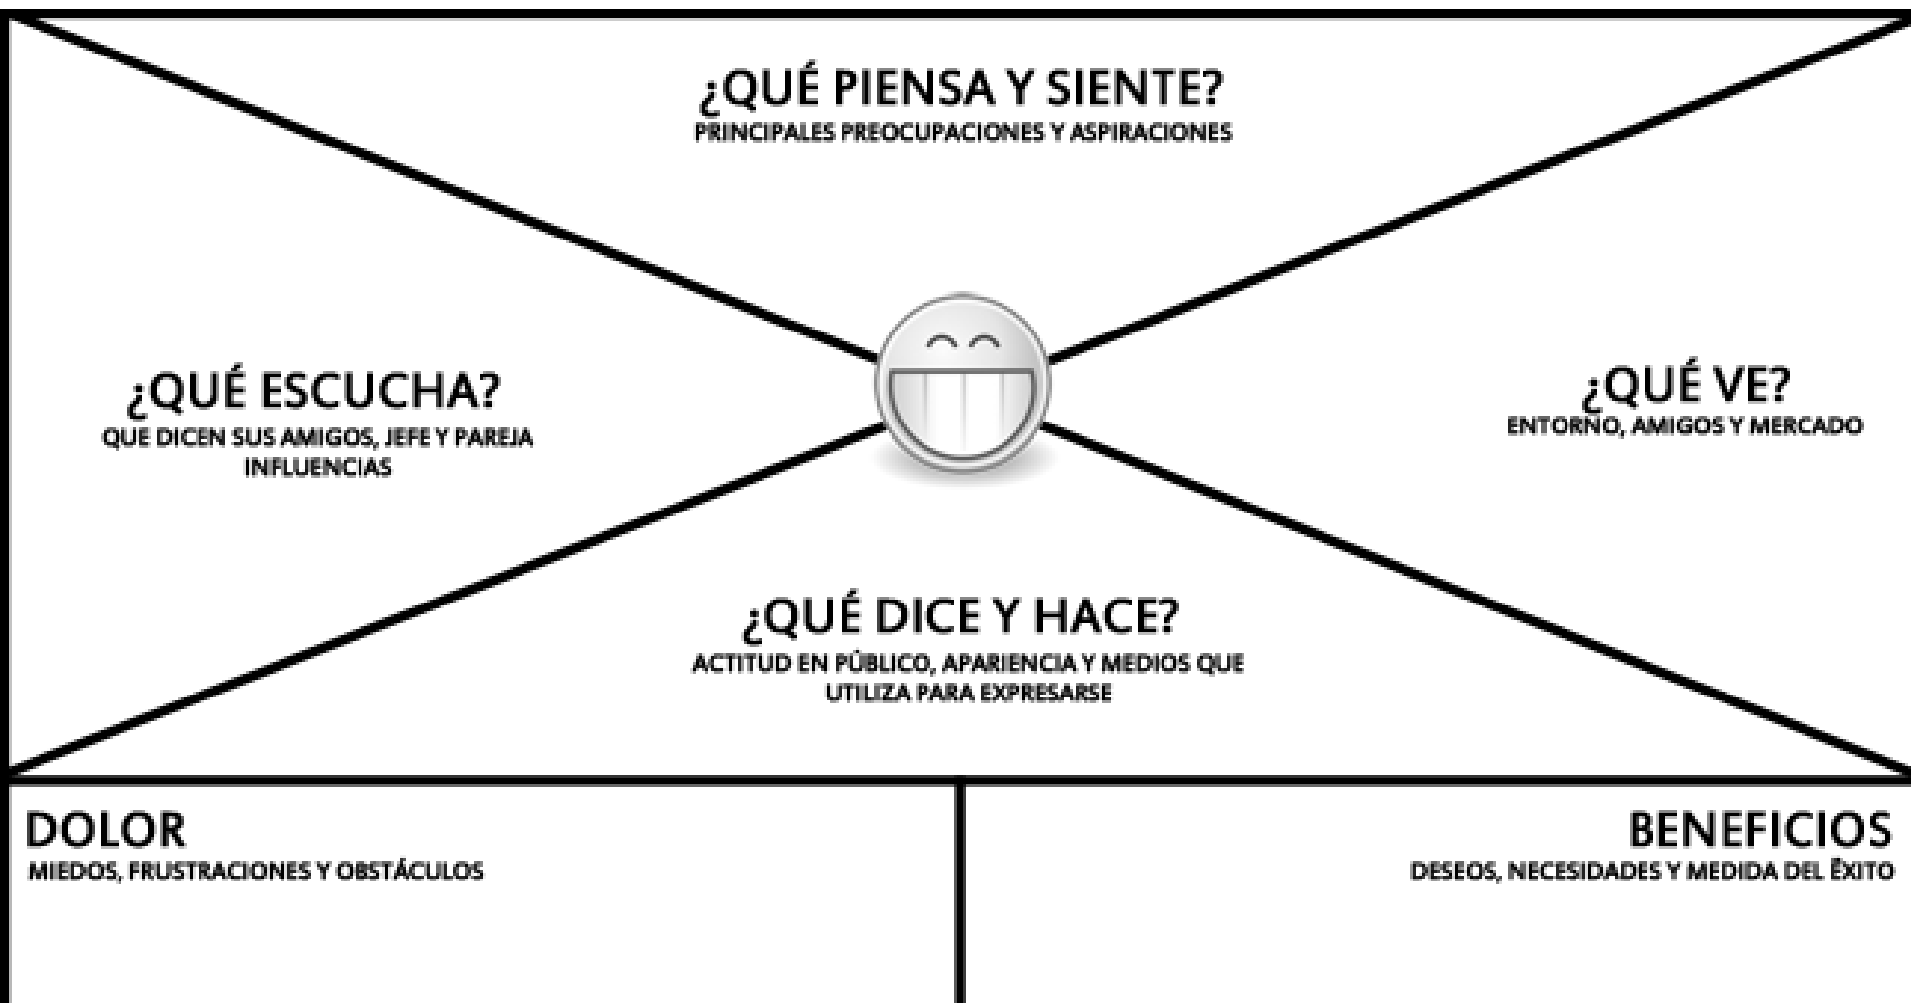 ¿QUÉ PIENSA Y SIENTE?
PRINCIPALES PREOCUPACIONES Y ASPIRACIONES
¿QUÉ ESCUCHA?
QUE DICEN SUS AMIGOS, JEFE Y PAREJA
INFLUENCIAS
¿QUÉ VE?
ENTORNO, AMIGOS Y MERCADO
¿QUÉ DICE Y HACE?
ACTITUD EN PÚBLICO, APARIENCIA Y MEDIOS QUE
UTILIZA PARA EXPRESARSE
DOLOR
MIEDOS, FRUSTRACIONES Y OBSTÁCULOS
BENEFICIOS
DESEOS, NECESIDADES Y MEDIDA DEL ÉXITO